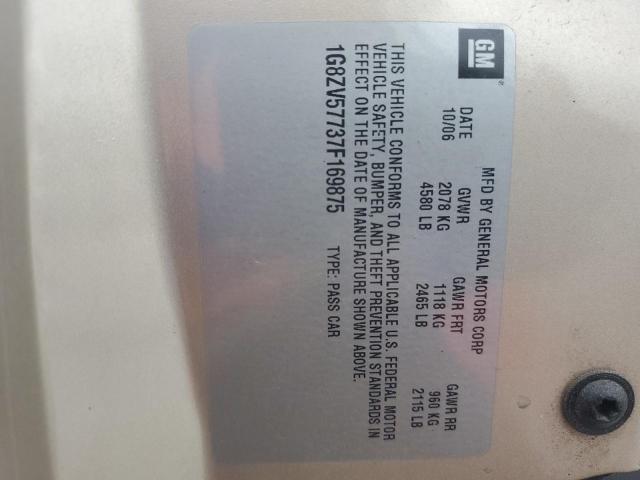 GM
MFD BY GENERAL MOTORS CORP
DATE GVWR GAWR FRT GAWR RR
10/06 2078 KG 1118 KG 960 KG
4580 LB 2465 LB 2115 LB
THIS VEHICLE CONFORMS TO ALL APPLICABLE U.S. FEDERAL MOTOR
VEHICLE SAFETY, BUMPER, AND THEFT PREVENTION STANDARDS IN
EFFECT ON THE DATE OF MANUFACTURE SHOWN ABOVE.
1G8ZV57737F169875 TYPE: PASS CAR